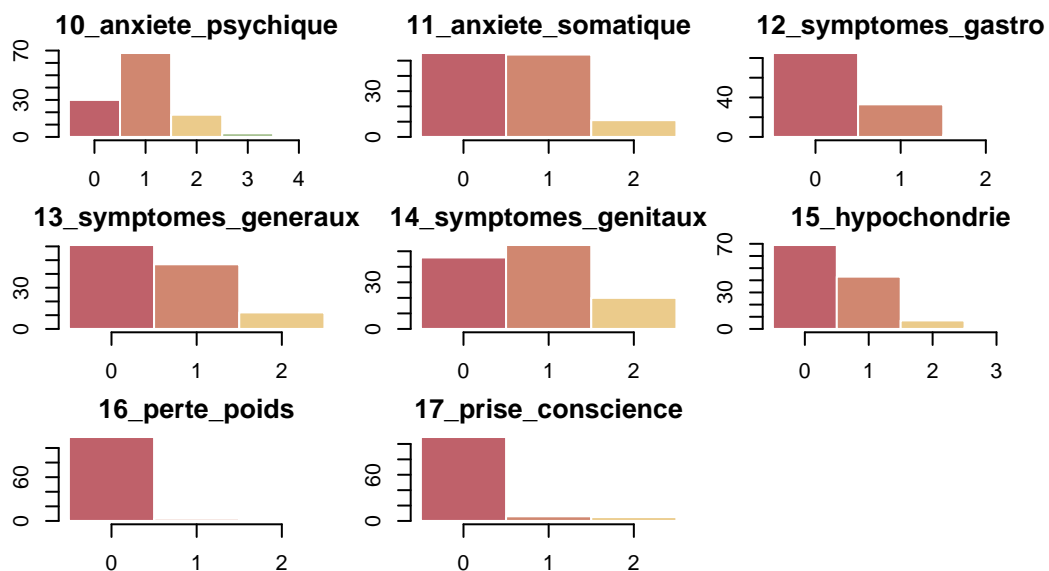 10_anxiete_psychique
11_anxiete_somatique
12_symptomes_gastro
0 30 70
0 1 2 3 4
0 30
0 1 2
0 40
0 1 2
13_symptomes_generaux
14_symptomes_genitaux
15_hypochondrie
0 30
0 1 2
0 30
0 1 2
0 30 70
0 1 2 3
16_perte_poids
17_prise_conscience
0 60
0 1 2
0 60
0 1 2